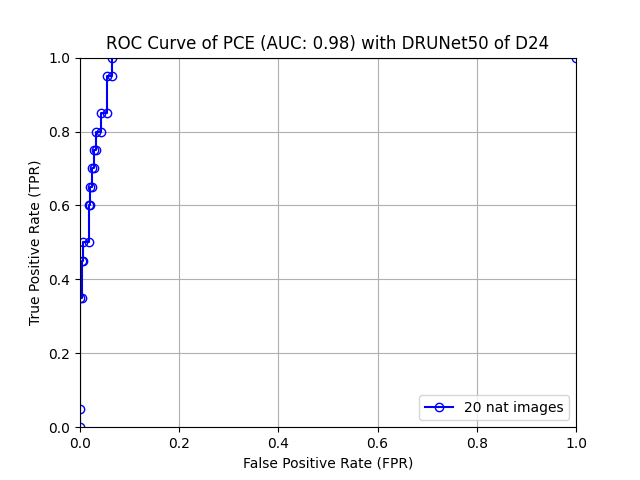 ROC Curve of PCE (AUC: 0.98) with DRUNet50 of D24
True Positive Rate (TPR)
1.0
0.8
0.6
0.4
0.2
0.0
20 nat images
0.0 0.2 0.4 0.6 0.8 1.0
False Positive Rate (FPR)